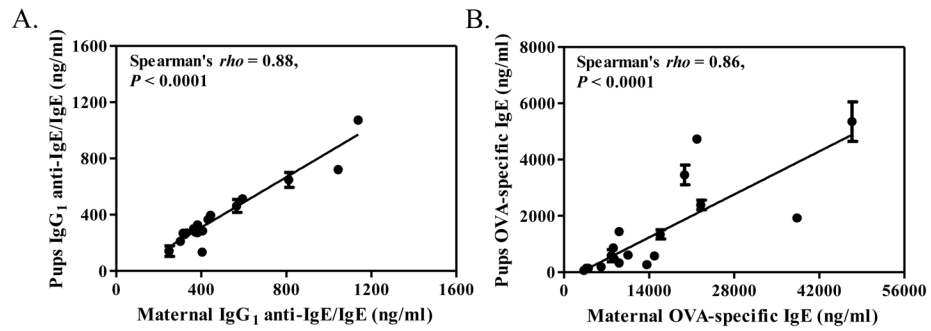 A.
Spearman's rho = 0.88,
P < 0.0001
Pups IgG1 anti-IgE/IgE (ng/ml)
1600
1200
800
400
0
0 400 800 1200 1600
Maternal IgG1 anti-IgE/IgE (ng/ml)
B.
Spearman's rho = 0.86,
P < 0.0001
Pups OVA-specific IgE (ng/ml)
8000
6000
4000
2000
0
0 14000 28000 42000 56000
Maternal OVA-specific IgE (ng/ml)